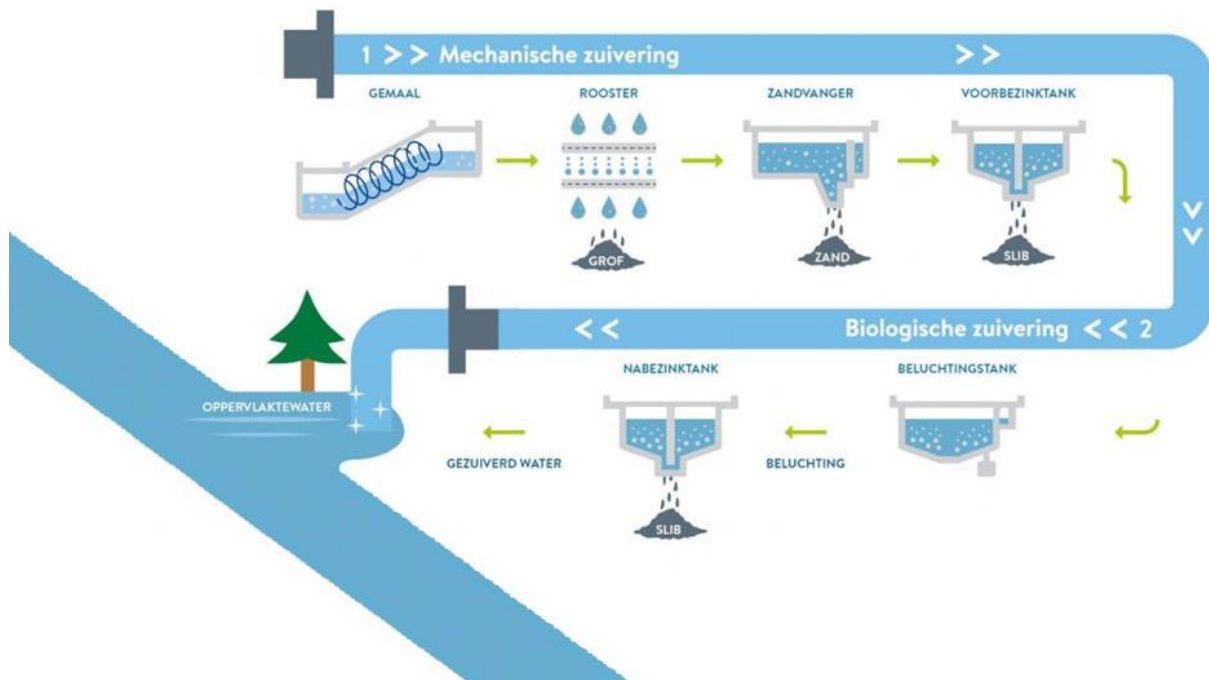 1 >> Mechanische zuivering >>
GEMAAL
ROOSTER
ZANDVANGER
VOORBEZINKTANK
GROF
ZAND
SLIB
Biologische zuivering << 2
NABEZINKTANK
BELUCHTINGSTANK
OPPERVLAKTEWATER
GEZUIVERD WATER
BELUCHTING
SLIB